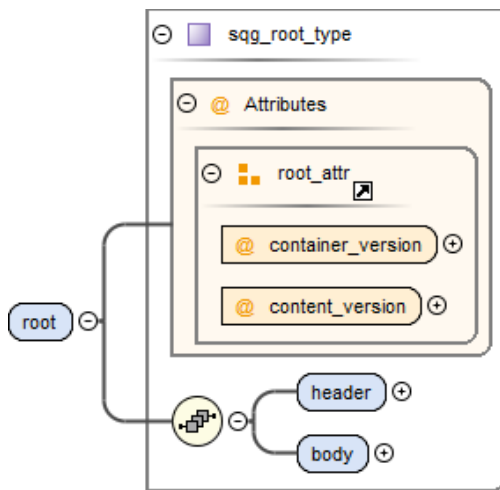 sqg_root_type
@ Attributes
root_attr
@ container_version
@ content_version
root
header
body